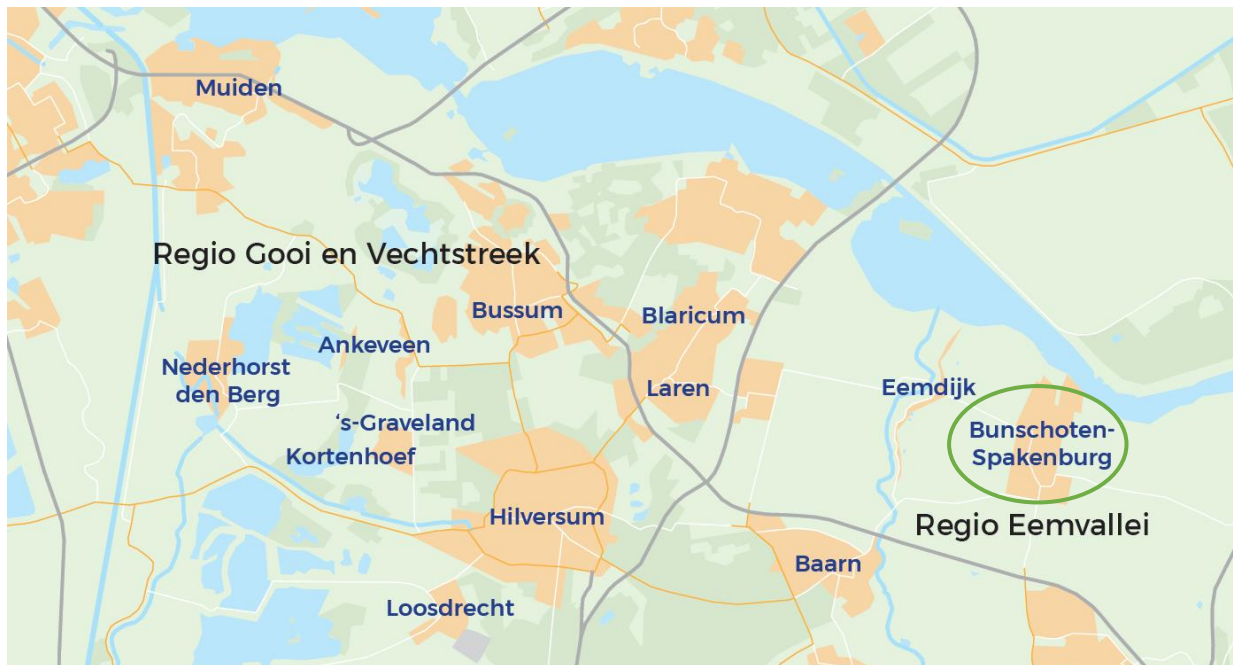 Muiden
Regio Gooi en Vechtstreek
Bussum
Blaricum
Ankeveen
Nederhorst
den Berg
Laren
Eemdijk
's-Graveland
Kortenhoef
Bunschoten-
Spakenburg
Hilversum
Regio Eemvallei
Baarn
Loosdrecht